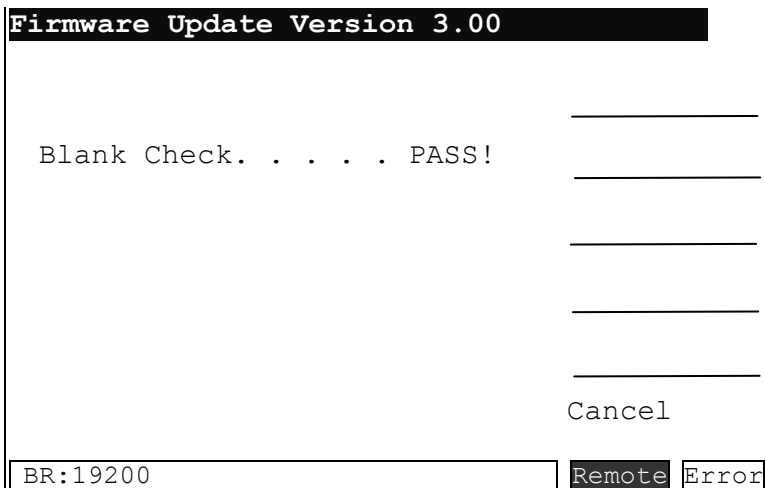 Firmware Update Version 3.00
Blank Check. . . . . PASS!
Cancel
BR:19200 Remote Error